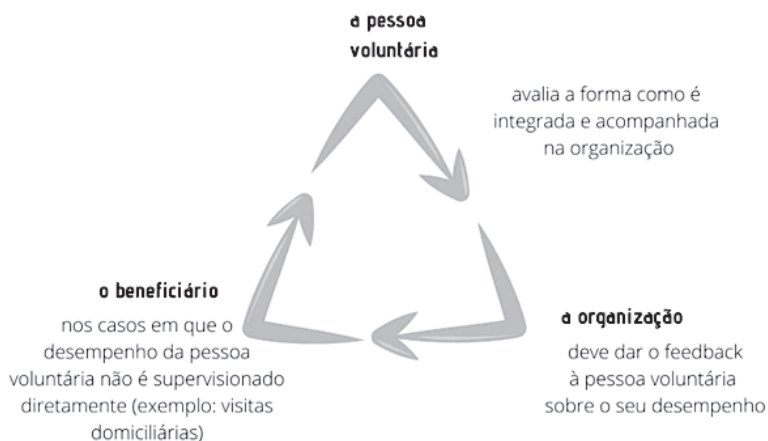 a pessoa
voluntária
avalia a forma como é
integrada e acompanhada
na organização
o beneficiário
nos casos em que o
desempenho da pessoa
voluntária não é supervisionado
diretamente (exemplo: visitas
domiciliárias)
a organização
deve dar o feedback
à pessoa voluntária
sobre o seu desempenho